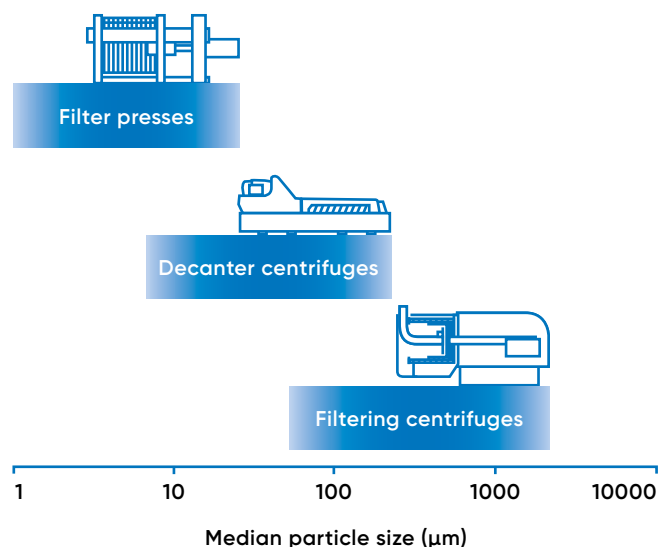 Filter presses
Decanter centrifuges
Filtering centrifuges
1 10 100 1000 10000
Median particle size (μm)